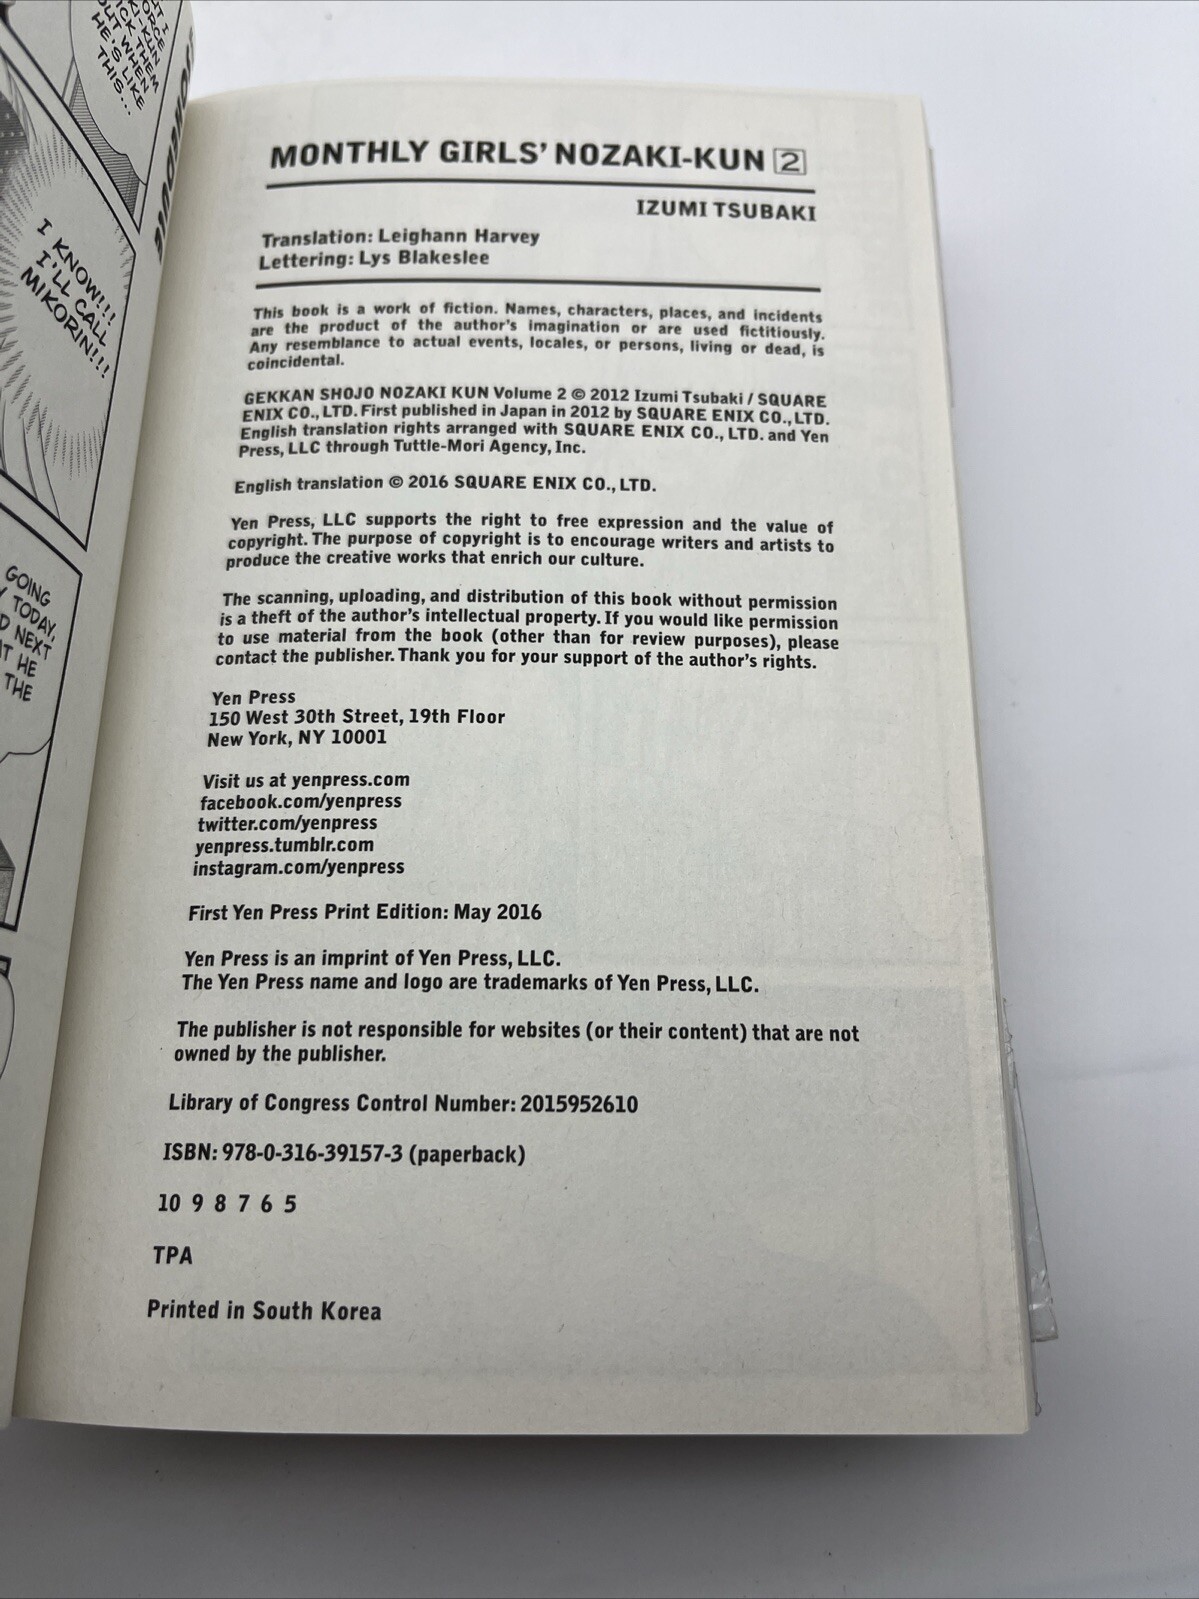 MONTHLY GIRLS' NOZAKI-KUN 2
IZUMI TSUBAKI
Translation: Leighann Harvey
Lettering: Lys Blakeslee
This book is a work of fiction. Names, characters, places, and incidents
are the product of the author's imagination or are used fictitiously.
Any resemblance to actual events, locales, or persons, living or dead, is
coincidental.
GEKKAN SHOJO NOZAKI KUN Volume 2 © 2012 Izumi Tsubaki / SQUARE
ENIX CO., LTD. First published in Japan in 2012 by SQUARE ENIX CO., LTD.
English translation rights arranged with SQUARE ENIX CO., LTD. and Yen
Press, LLC through Tuttle-Mori Agency, Inc.
English translation © 2016 SQUARE ENIX CO., LTD.
Yen Press, LLC supports the right to free expression and the value of
copyright. The purpose of copyright is to encourage writers and artists to
produce the creative works that enrich our culture.
The scanning, uploading, and distribution of this book without permission
is a theft of the author's intellectual property. If you would like permission
to use material from the book (other than for review purposes), please
contact the publisher. Thank you for your support of the author's rights.
Yen Press
150 West 30th Street, 19th Floor
New York, NY 10001
Visit us at yenpress.com
facebook.com/yenpress
twitter.com/yenpress
yenpress.tumblr.com
instagram.com/yenpress
First Yen Press Print Edition: May 2016
Yen Press is an imprint of Yen Press, LLC.
The Yen Press name and logo are trademarks of Yen Press, LLC.
The publisher is not responsible for websites (or their content) that are not
owned by the publisher.
Library of Congress Control Number: 2015952610
ISBN: 978-0-316-39157-3 (paperback)
10 9 8 7 6 5
TPA
Printed in South Korea
THEM
WHEN
HE'S LIKE
THIS...
I KNOW!!!
I'LL CALL
MIKORIN!!!
GOING
TODAY,
NEXT
HE
THE